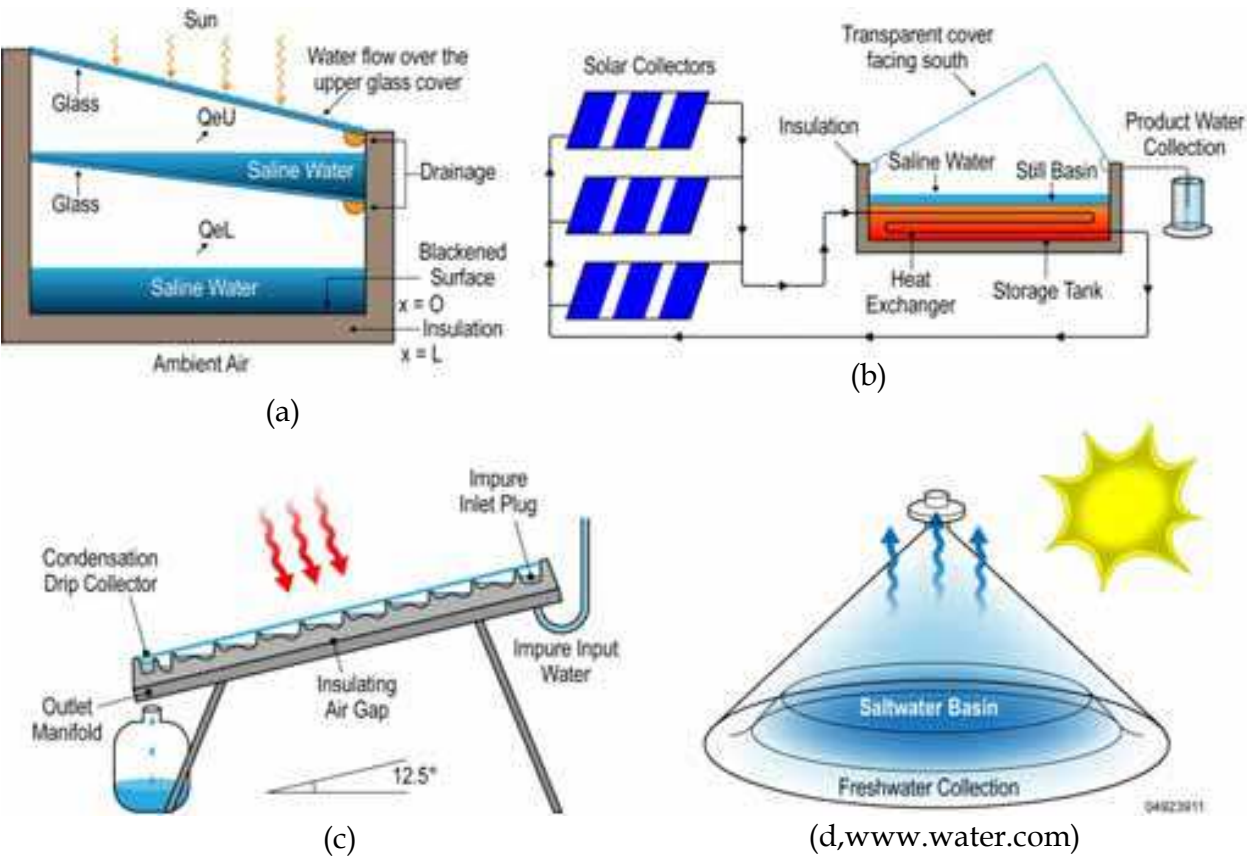 Sun
Water flow over the
upper glass cover
Glass
QeU
Saline Water
Drainage
Glass
QeL
Blackened
Surface
Saline Water
x = O
Insulation
x = L
Ambient Air
(a)
Solar Collectors
Transparent cover
facing south
Insulation
Product Water
Collection
Saline Water
Still Basin
Heat
Exchanger
Storage Tank
(b)
Impure
Inlet Plug
Condensation
Drip Collector
Impure Input
Water
Insulating
Air Gap
Outlet
Manifold
12.5°
(c)
Saltwater Basin
Freshwater Collection
04923911
(d,www.water.com)